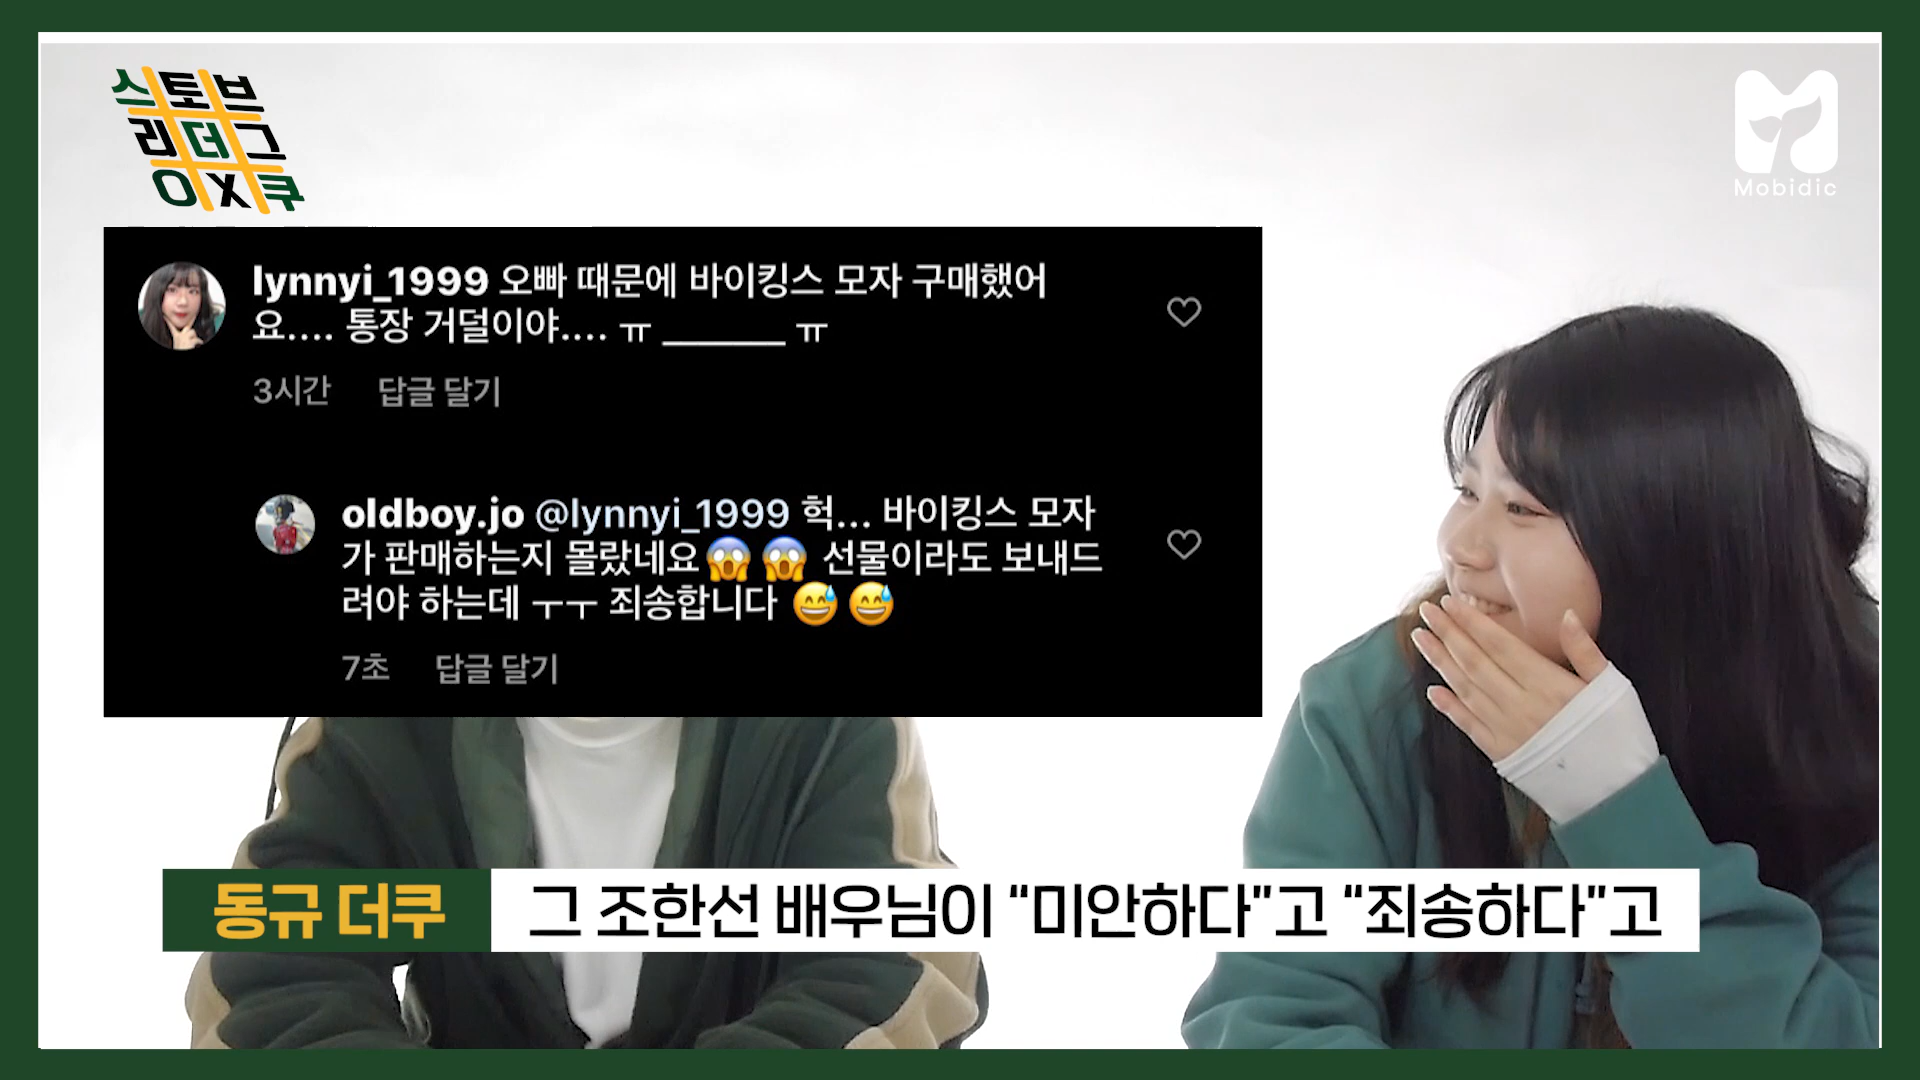 스토브
리더그
OX쿠
Mobidic
lynnyi_1999 오빠 때문에 바이킹스 모자 구매했어
요.... 통장 거덜이야.... ㅠ ______ ㅠ
3시간 답글 달기
oldboy.jo @lynnyi_1999 헉... 바이킹스 모자
가 판매하는지 몰랐네요😱😱 선물이라도 보내드
려야 하는데 ㅜㅜ 죄송합니다 😅😅
7초 답글 달기
동규 더쿠 그 조한선 배우님이 “미안하다”고 “죄송하다”고